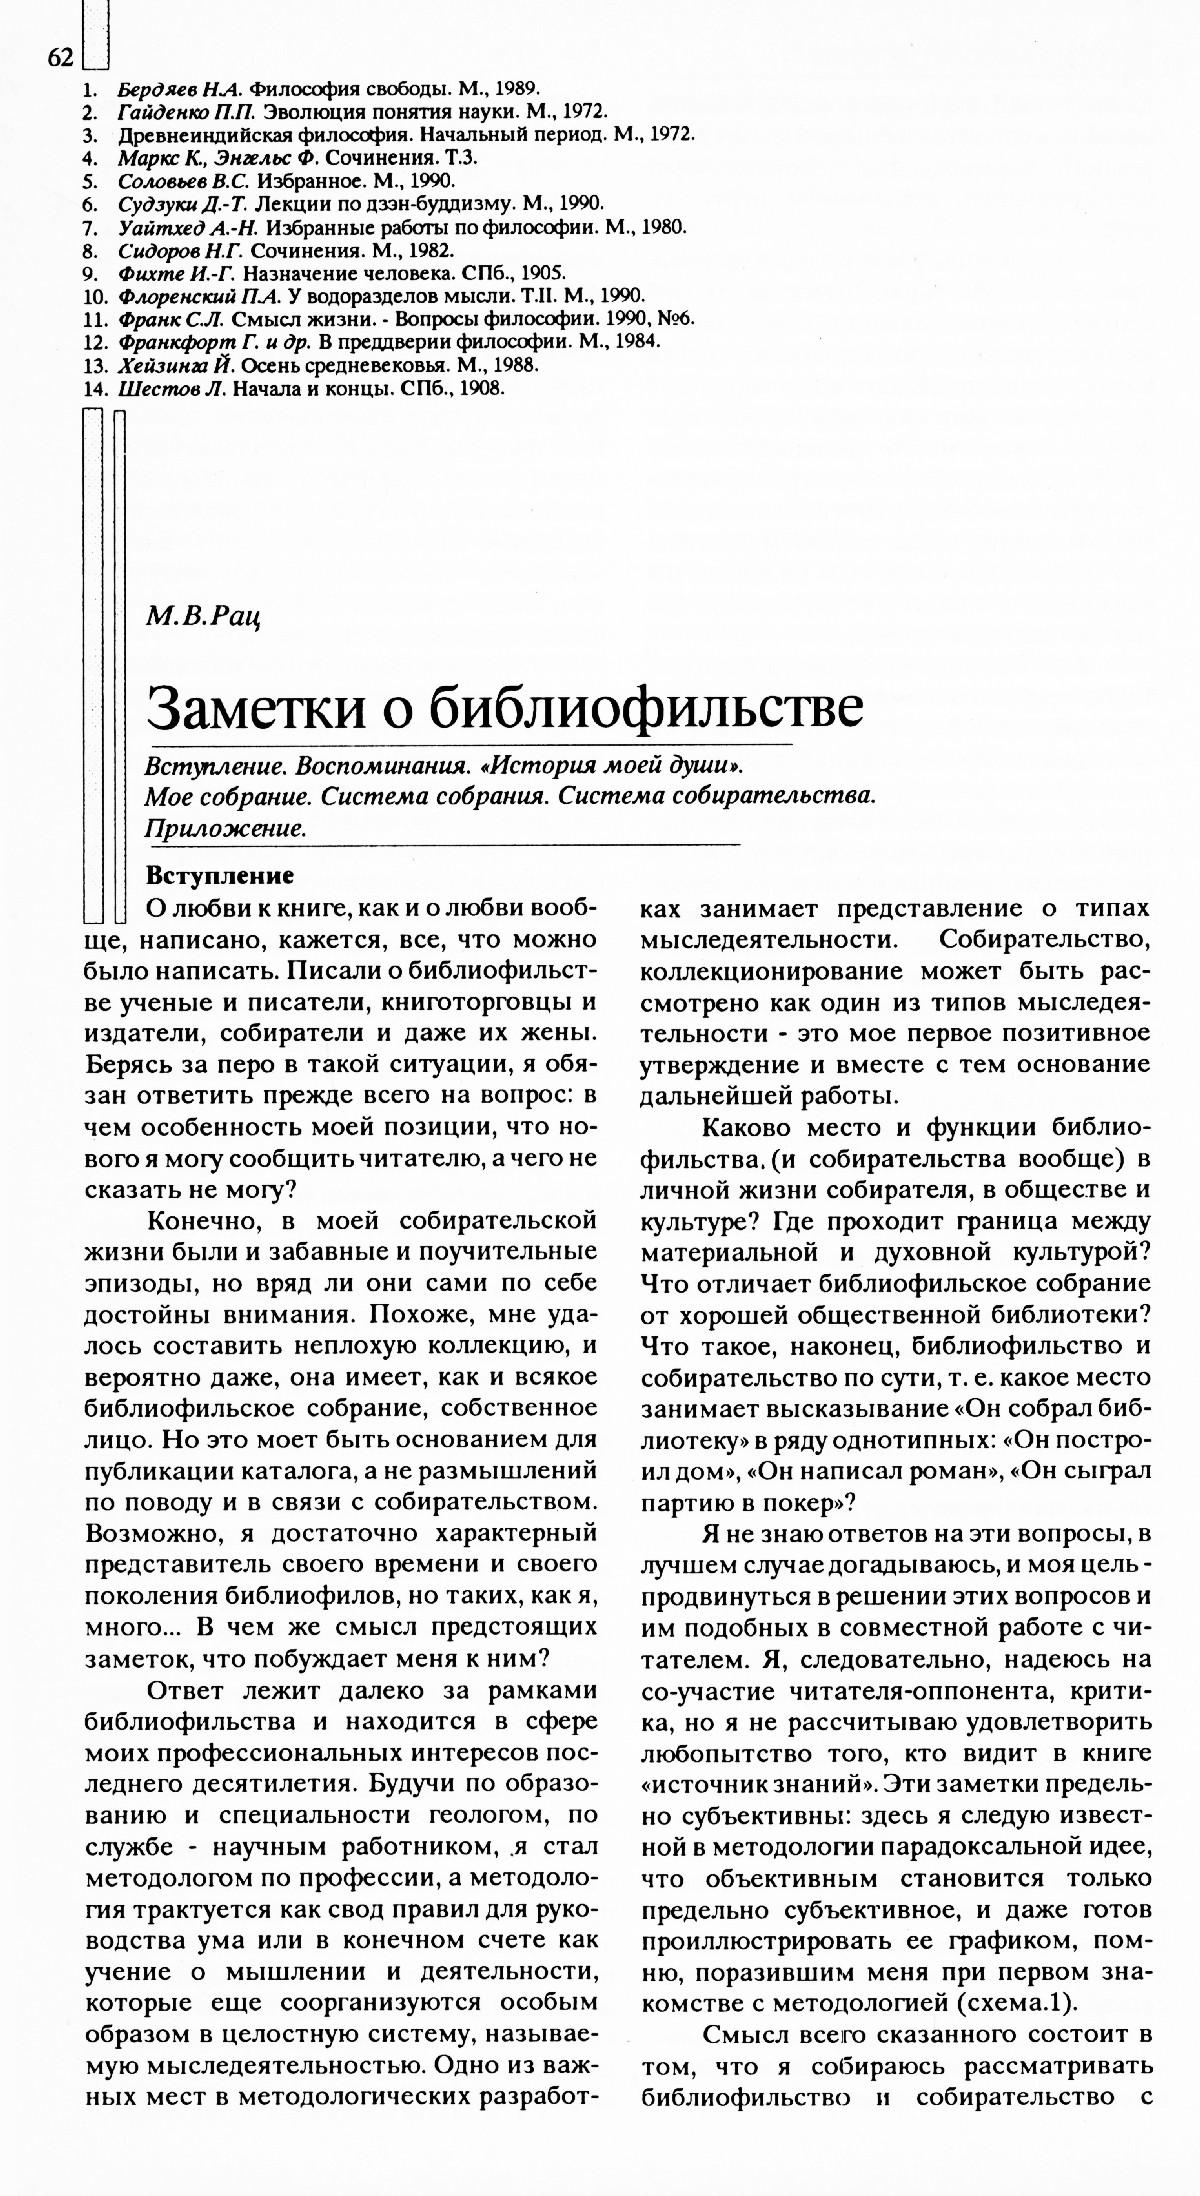 62
1. Бердяев Н.А. Философия свободы. М., 1989.
2. Гайденко П.П. Эволюция понятия науки. М., 1972.
3. Древнеиндийская философия. Начальный период. М., 1972.
4. Маркс К., Энгельс Ф. Сочинения. Т.3.
5. Соловьев В.С. Избранное. М., 1990.
6. Судзуки Д.-Т. Лекции по дзэн-буддизму. М., 1990.
7. Уайтхед А.-Н. Избранные работы по философии. М., 1980.
8. Сидоров Н.Г. Сочинения. М., 1982.
9. Фихте И.-Г. Назначение человека. СПб., 1905.
10. Флоренский П.А. У водоразделов мысли. Т.II. М., 1990.
11. Франк С.Л. Смысл жизни. - Вопросы философии. 1990, №6.
12. Франкфорт Г. и др. В преддверии философии. М., 1984.
13. Хейзинга Й. Осень средневековья. М., 1988.
14. Шестов Л. Начала и концы. СПб., 1908.
М.В.Рац
Заметки о библиофильстве
Вступление. Воспоминания. «История моей души».
Мое собрание. Система собрания. Система собирательства.
Приложение.
Вступление
О любви к книге, как и о любви вооб-
ще, написано, кажется, все, что можно
было написать. Писали о библиофильст-
ве ученые и писатели, книготорговцы и
издатели, собиратели и даже их жены.
Берясь за перо в такой ситуации, я обя-
зан ответить прежде всего на вопрос: в
чем особенность моей позиции, что но-
вого я могу сообщить читателю, а чего не
сказать не могу?
Конечно, в моей собирательской
жизни были и забавные и поучительные
эпизоды, но вряд ли они сами по себе
достойны внимания. Похоже, мне уда-
лось составить неплохую коллекцию, и
вероятно даже, она имеет, как и всякое
библиофильское собрание, собственное
лицо. Но это моет быть основанием для
публикации каталога, а не размышлений
по поводу и в связи с собирательством.
Возможно, я достаточно характерный
представитель своего времени и своего
поколения библиофилов, но таких, как я,
много... В чем же смысл предстоящих
заметок, что побуждает меня к ним?
Ответ лежит далеко за рамками
библиофильства и находится в сфере
моих профессиональных интересов пос-
леднего десятилетия. Будучи по образо-
ванию и специальности геологом, по
службе - научным работником, .я стал
методологом по профессии, а методоло-
гия трактуется как свод правил для руко-
водства ума или в конечном счете как
учение о мышлении и деятельности,
которые еще соорганизуются особым
образом в целостную систему, называе-
мую мыследеятельностью. Одно из важ-
ных мест в методологических разработ-
ках занимает представление о типах
мыследеятельности. Собирательство,
коллекционирование может быть рас-
смотрено как один из типов мыследея-
тельности - это мое первое позитивное
утверждение и вместе с тем основание
дальнейшей работы.
Каково место и функции библио-
фильства. (и собирательства вообще) в
личной жизни собирателя, в обществе и
культуре? Где проходит граница между
материальной и духовной культурой?
Что отличает библиофильское собрание
от хорошей общественной библиотеки?
Что такое, наконец, библиофильство и
собирательство по сути, т. е. какое место
занимает высказывание «Он собрал биб-
лиотеку» в ряду однотипных: «Он постро-
ил дом», «Он написал роман», «Он сыграл
партию в покер»?
Я не знаю ответов на эти вопросы, в
лучшем случае догадываюсь, и моя цель -
продвинуться в решении этих вопросов и
им подобных в совместной работе с чи-
тателем. Я, следовательно, надеюсь на
со-участие читателя-оппонента, крити-
ка, но я не рассчитываю удовлетворить
любопытство того, кто видит в книге
«источник знаний». Эти заметки предель-
но субъективны: здесь я следую извест-
ной в методологии парадоксальной идее,
что объективным становится только
предельно субъективное, и даже готов
проиллюстрировать ее графиком, пом-
ню, поразившим меня при первом зна-
комстве с методологией (схема.1).
Смысл всего сказанного состоит в
том, что я собираюсь рассматривать
библиофильство и собирательство с